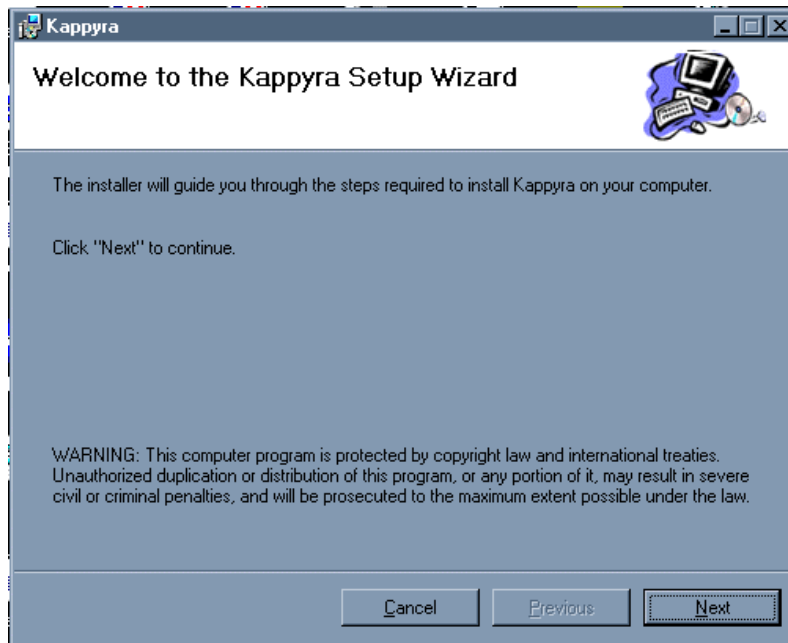 Kappyra
Welcome to the Kappyra Setup Wizard
The installer will guide you through the steps required to install Kappyra on your computer.
Click "Next" to continue.
WARNING: This computer program is protected by copyright law and international treaties.
Unauthorized duplication or distribution of this program, or any portion of it, may result in severe
civil or criminal penalties, and will be prosecuted to the maximum extent possible under the law.
Cancel Previous Next